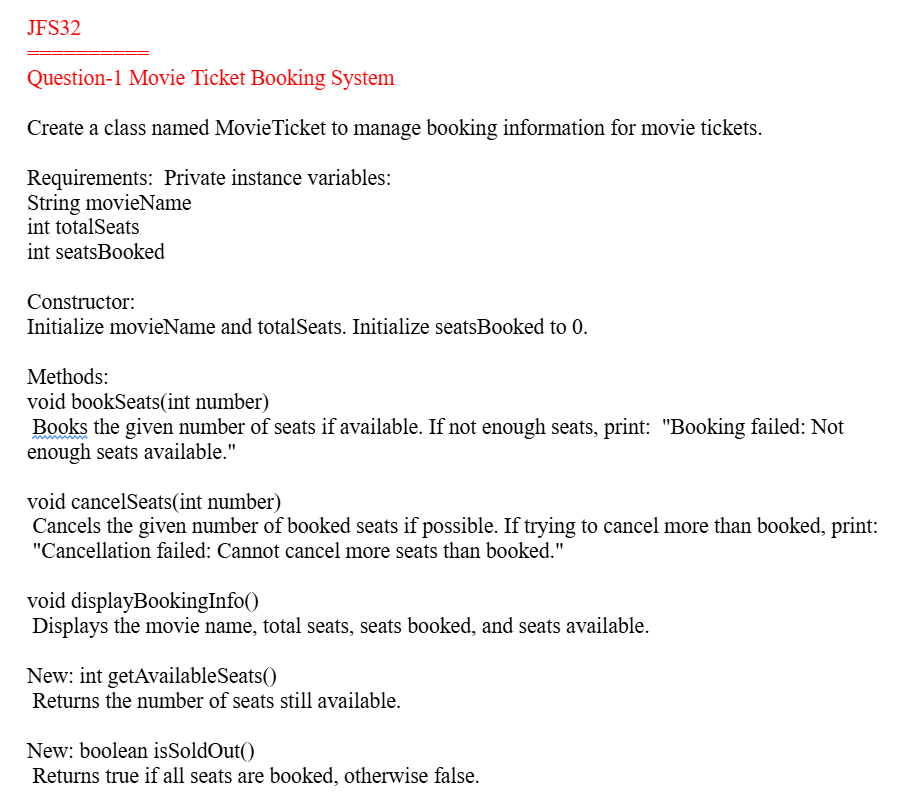 JFS32
==========
Question-1 Movie Ticket Booking System
Create a class named MovieTicket to manage booking information for movie tickets.
Requirements:  Private instance variables:
String movieName
int totalSeats
int seatsBooked
Constructor:
Initialize movieName and totalSeats. Initialize seatsBooked to 0.
Methods:
void bookSeats(int number)
Books the given number of seats if available. If not enough seats, print:  "Booking failed: Not
enough seats available."
void cancelSeats(int number)
Cancels the given number of booked seats if possible. If trying to cancel more than booked, print:
"Cancellation failed: Cannot cancel more seats than booked."
void displayBookingInfo()
Displays the movie name, total seats, seats booked, and seats available.
New: int getAvailableSeats()
Returns the number of seats still available.
New: boolean isSoldOut()
Returns true if all seats are booked, otherwise false.